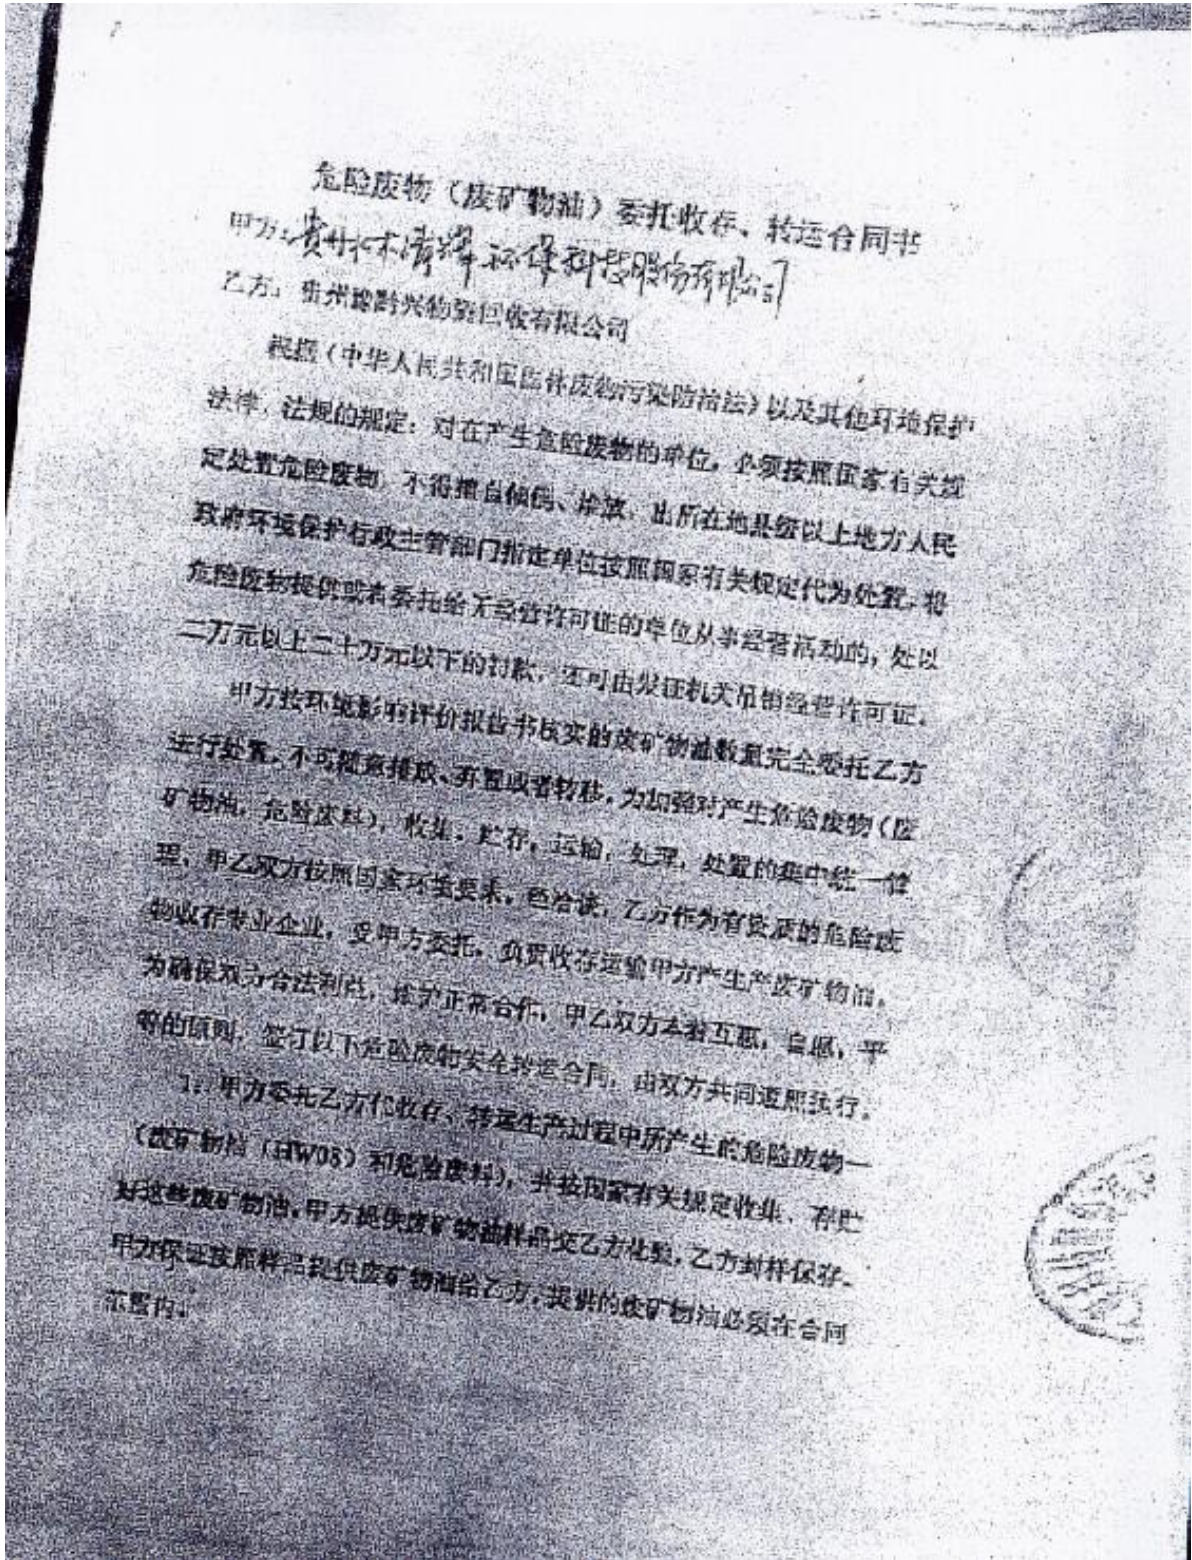 危险废物（废矿物油）委托收存、转运合同书
甲方：贵州水木清 环保科技股份有限公司
乙方：贵州 黔兴物资回收有限公司
根据（中华人民共和国固体废物污染防治法）以及其他环境保护
法律、法规的规定：对在产生危险废物的单位，必须按照国家有关规
定处置危险废物，不得擅自倾倒、堆放，由所在地县级以上地方人民
政府环境保护行政主管部门指定单位按照国家有关规定代为处置，将
危险废物提供或者委托给无经营许可证的单位从事经营活动的，处以
二万元以上二十万元以下的罚款，还可由发证机关吊销经营许可证。
甲方按环境影响评价报告书核实的废矿物油数量完全委托乙方
进行处置，不可随意排放、弃置或者转移，为加强对产生危险废物（废
矿物油，危险废料），收集，贮存，运输，处理，处置的集中统一管
理，甲乙双方按照国家环境要求， 洽谈，乙方作为有资质的危险废
物收存专业企业，受甲方委托，负责收存运输甲方产生产废矿物油，
为确保双方合法利益，维护正常合作，甲乙双方本着互惠，自愿，平
等的原则，签订以下危险废物安全转运合同，由双方共同遵照执行。
1、甲方委托乙方代收存、转运生产过程中所产生的危险废物—
（废矿物油（HW08）和危险废料），并按国家有关规定收集、存贮
好这些废矿物油。甲方提供废矿物油样品交乙方化验，乙方封样保存。
甲方保证按照样品提供废矿物油给乙方，提供的废矿物油必须在合同
范围内。